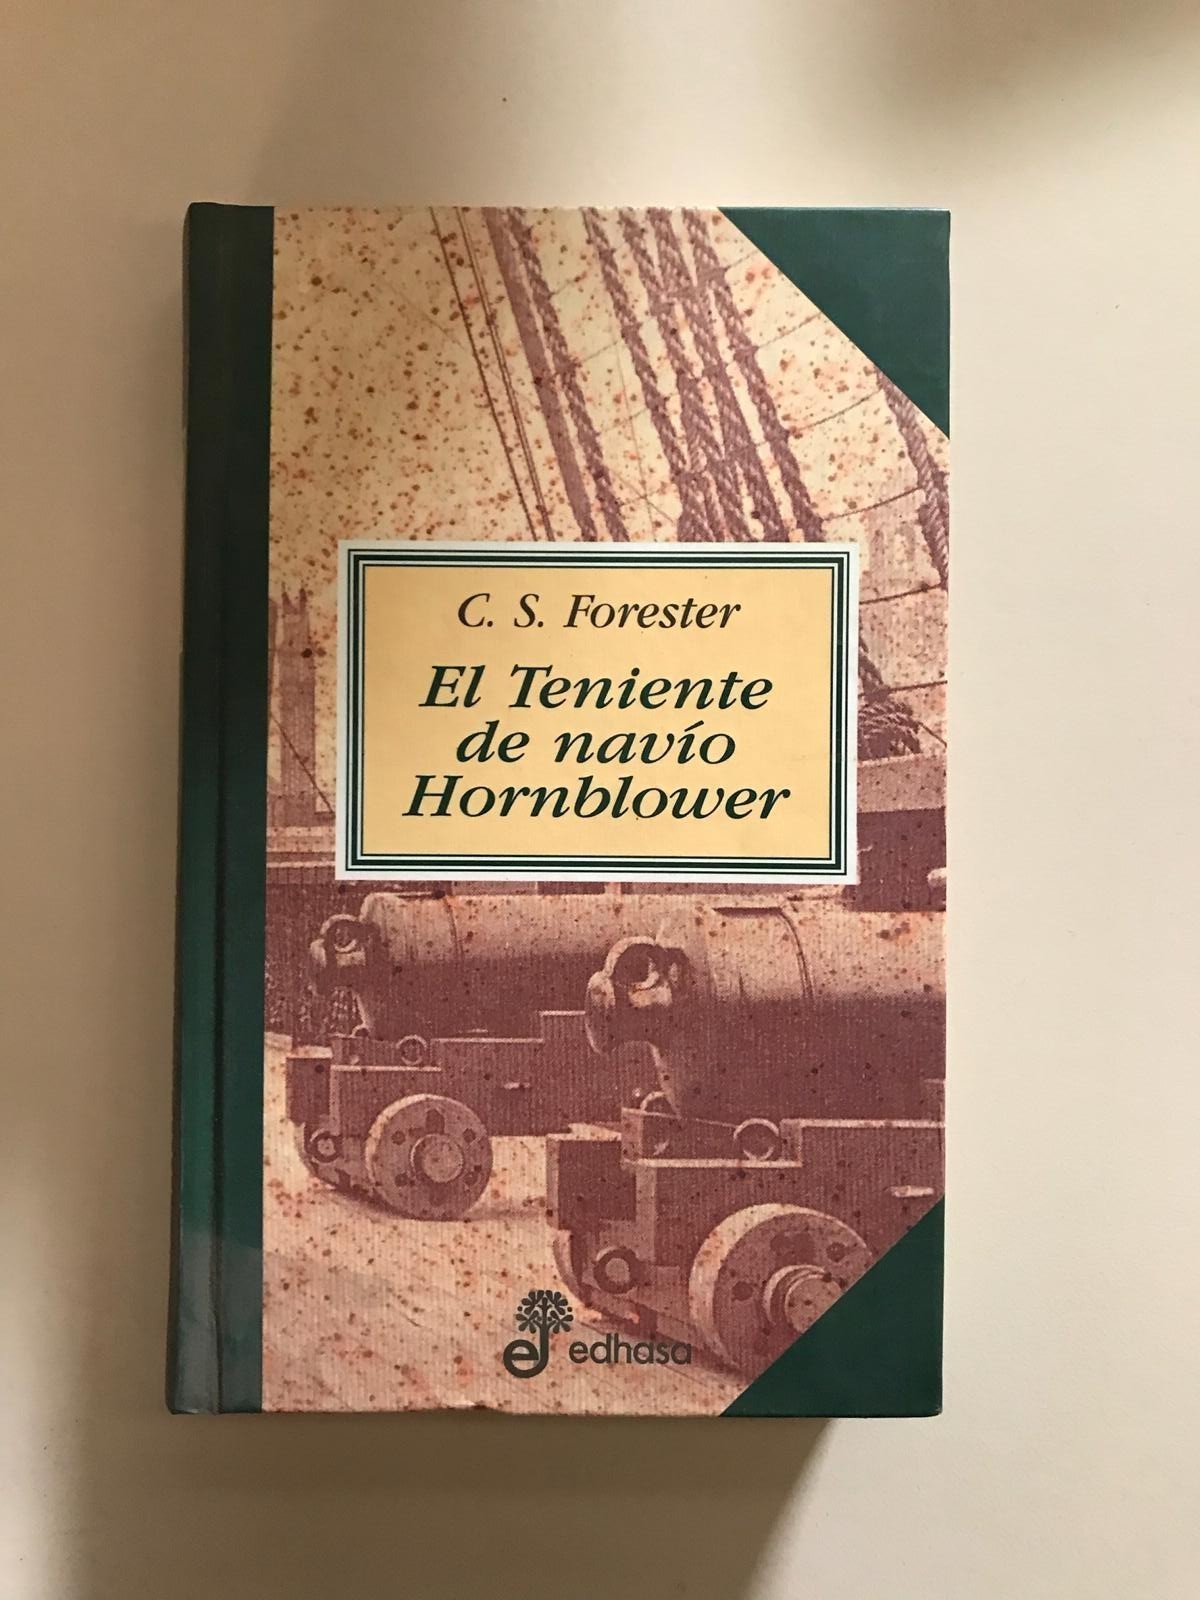 C. S. Forester
El Teniente
de navío
Hornblower
edhasa